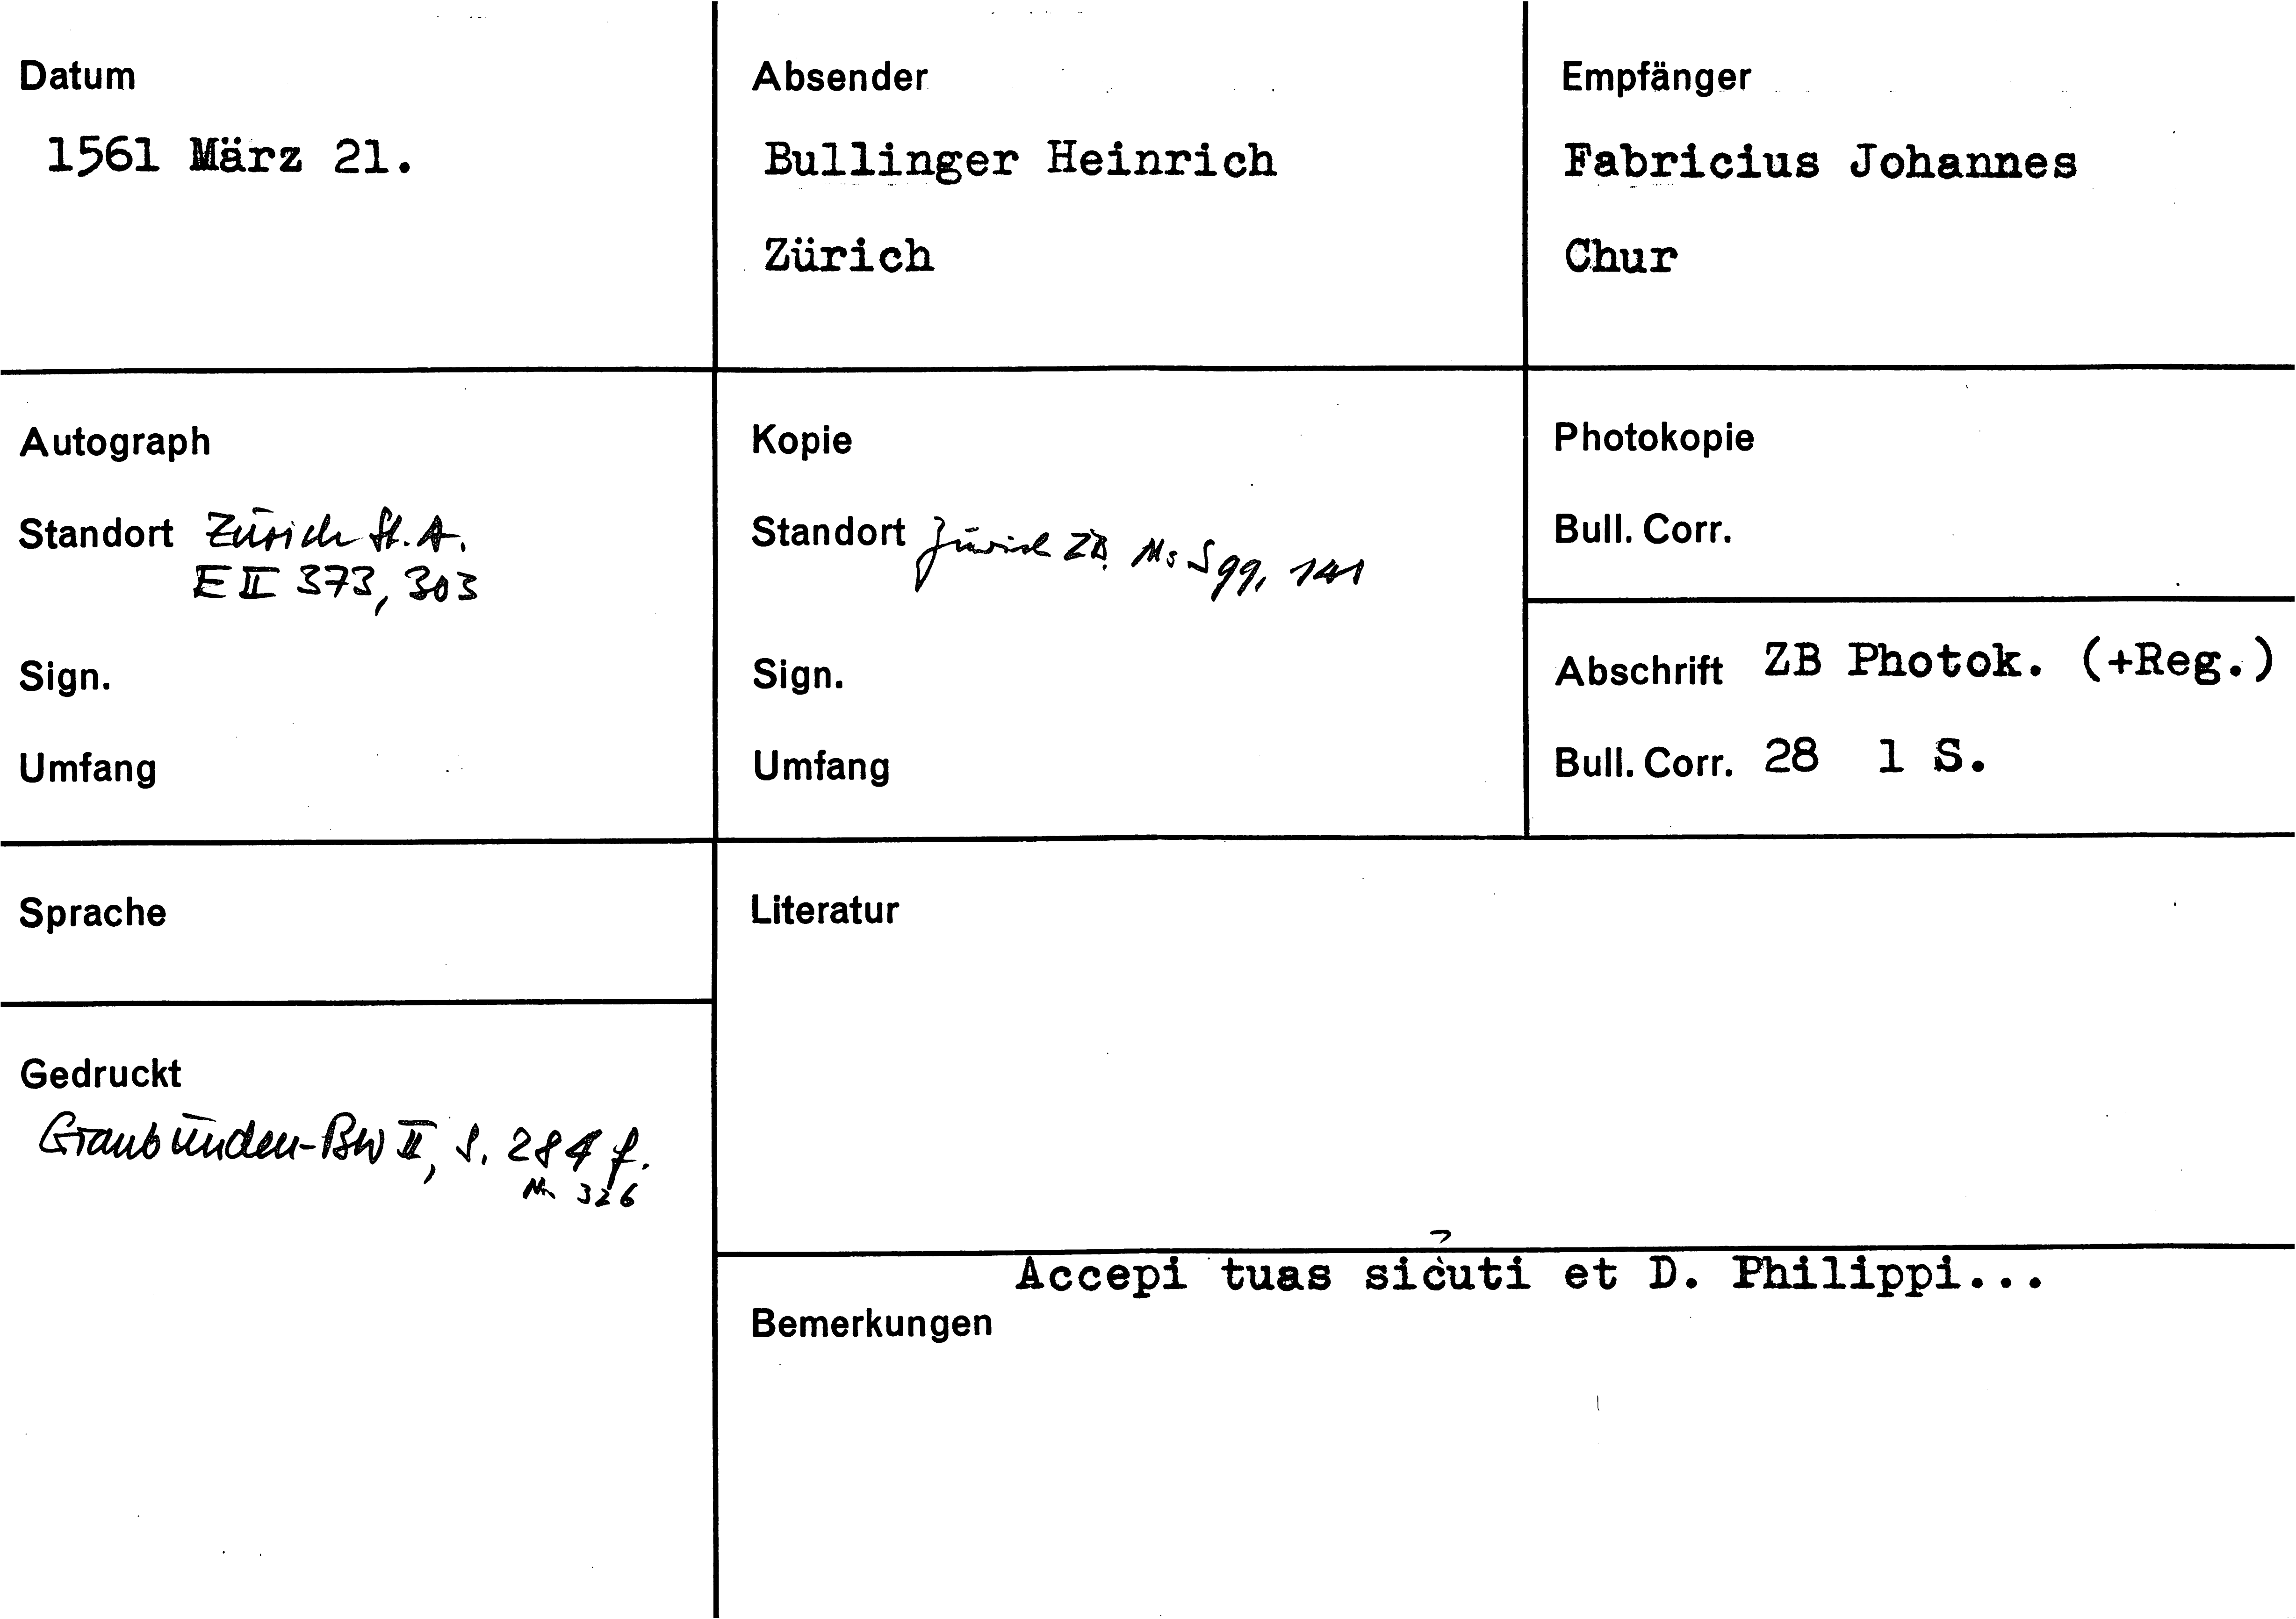 Datum
1561 März 21.
Absender
Bullinger Heinrich
Zürich
Empfänger
Fabricius Johannes
Chur
Autograph
Standort Zürich St. A.
E II 373, 303
Sign.
Umfang
Kopie
Standort Zürich ZB. Ms S 99, 141
Sign.
Umfang
Photokopie
Bull. Corr.
Abschrift ZB Photok. (+Reg.)
Bull. Corr. 28 1 S.
Sprache
Gedruckt
Graubünden-BW II, S. 284 f.
Nr. 326
Literatur
Accepi tuas sicuti et D. Philippi...
Bemerkungen